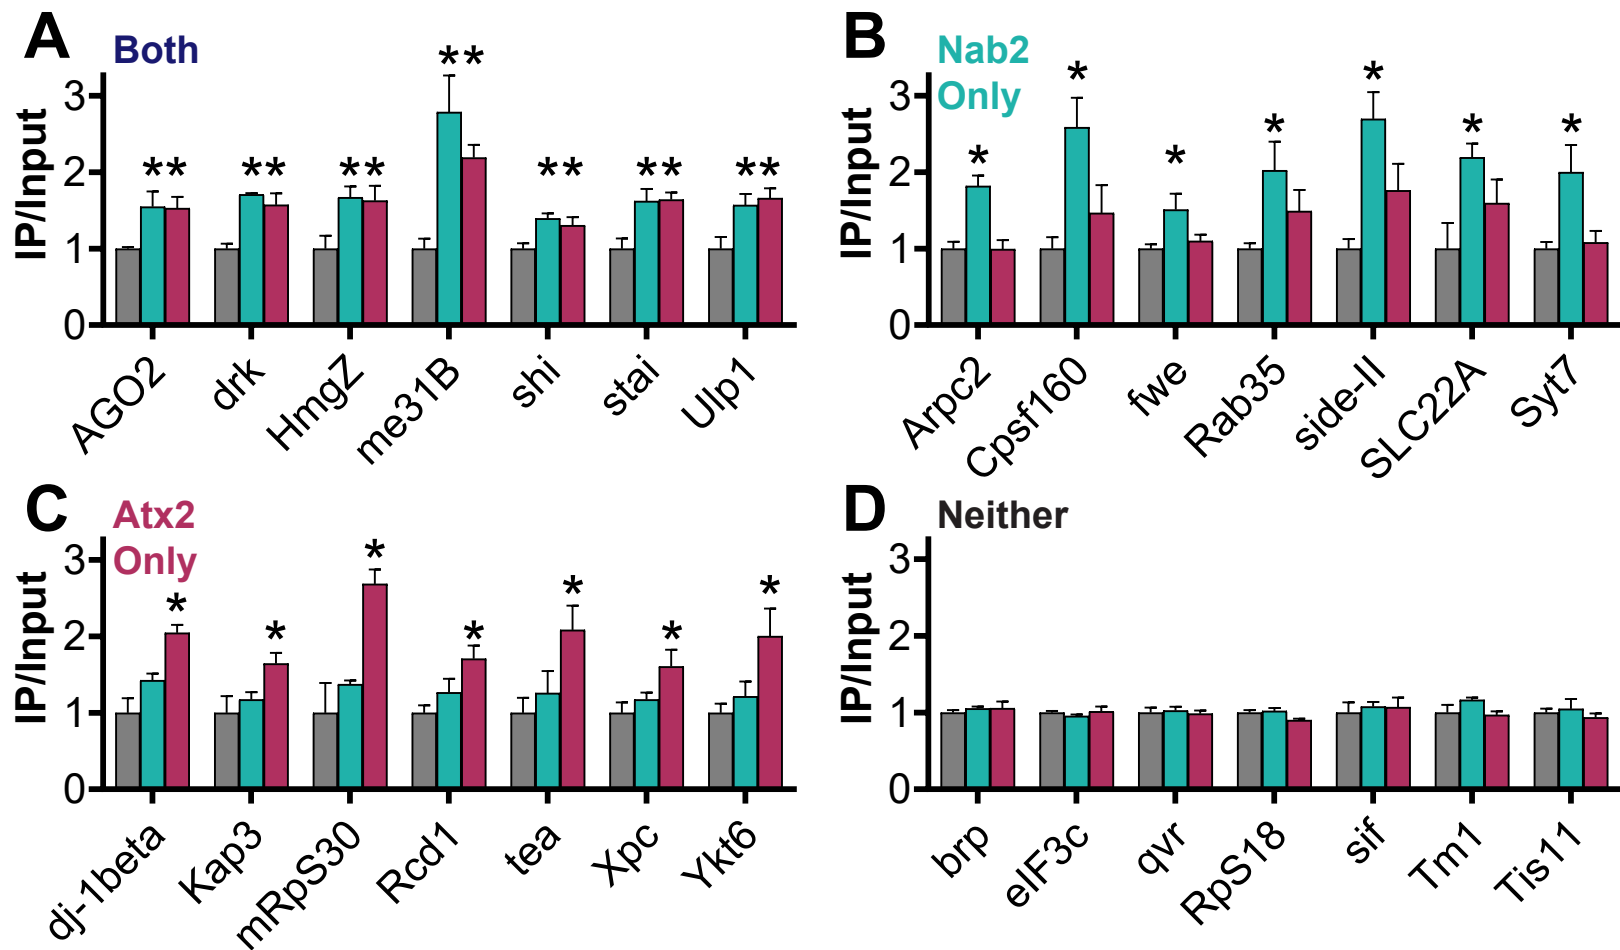 A
Both
IP/Input
3
2
1
0
** ** ** ** ** ** **
AGO2 drk HmgZ me31B shi stai Ulp1
B
Nab2
Only
IP/Input
3
2
1
0
* * * * * * *
Arpc2 Cpsf160 fwe Rab35 side-II SLC22A Syt7
C
Atx2
Only
IP/Input
3
2
1
0
* * * * * * *
dj-1beta Kap3 mRpS30 Rcd1 tea Xpc Ykt6
D
Neither
IP/Input
3
2
1
0
brp eIF3c qvr RpS18 sif Tm1 Tis11